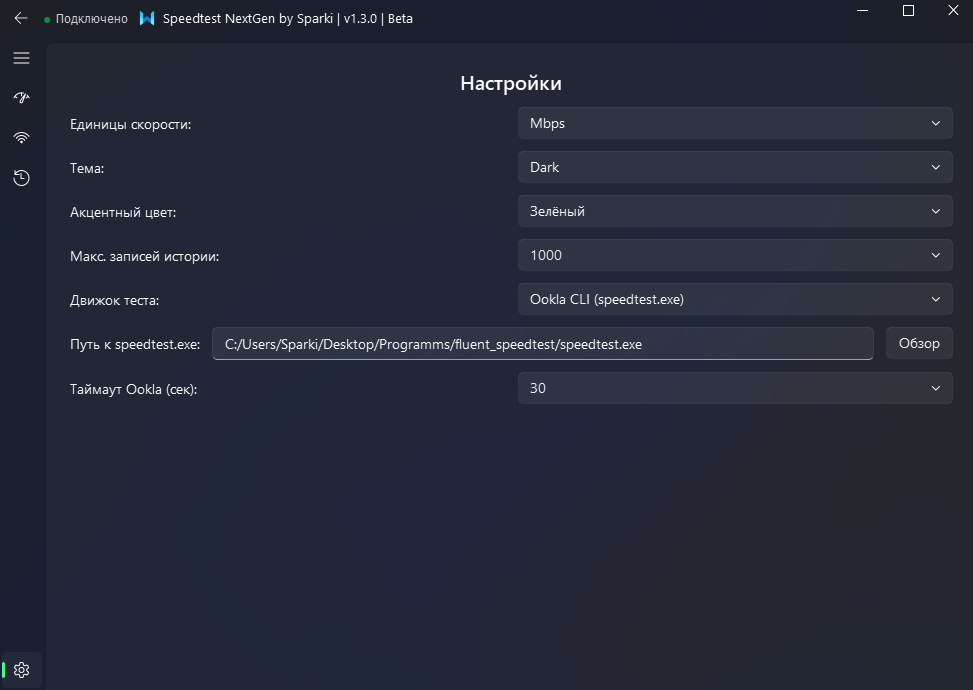 Подключено Speedtest NextGen by Sparki | v1.3.0 | Beta
Настройки
Единицы скорости: Mbps
Тема: Dark
Акцентный цвет: Зелёный
Макс. записей истории: 1000
Движок теста: Ookla CLI (speedtest.exe)
Путь к speedtest.exe: C:/Users/Sparki/Desktop/Programms/fluent_speedtest/speedtest.exe Обзор
Таймаут Ookla (сек): 30